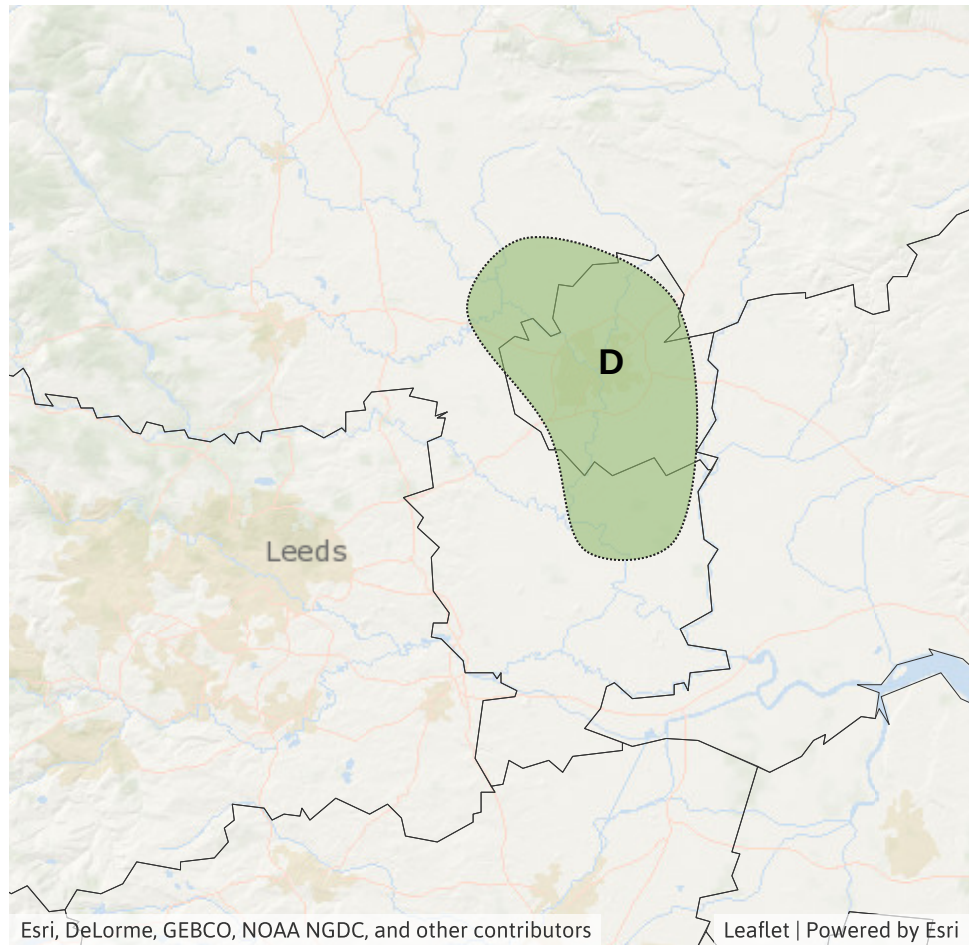 D
Leeds
Esri, DeLorme, GEBCO, NOAA NGDC, and other contributors
Leaflet | Powered by Esri